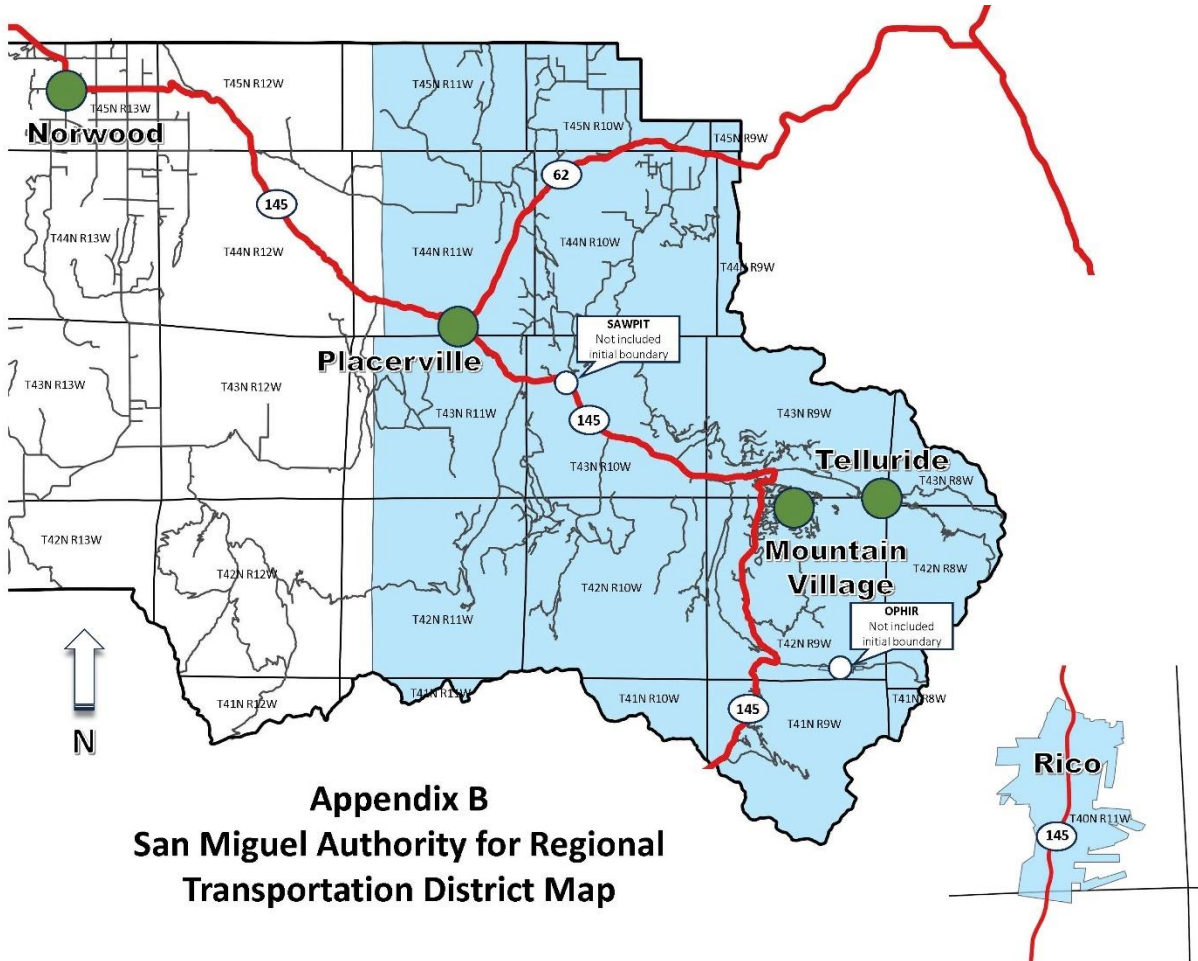 T45N R12W
T45N R11W
T45N R13W
Norwood
T45N R10W
T45N R9W
62
145
T44N R13W
T44N R12W
T44N R11W
T44N R10W
T44N R9W
SAWPIT
Not included
initial boundary
Placerville
T43N R13W
T43N R12W
T43N R11W
145
T43N R9W
T43N R10W
Telluride
T43N R8W
Mountain
Village
T42N R13W
T42N R12W
T42N R10W
T42N R8W
OPHIR
Not included
initial boundary
T42N R11W
T42N R9W
T41N R12W
T41N R11W
T41N R10W
145
T41N R9W
T41N R8W
N
Rico
T40N R11W
145
Appendix B
San Miguel Authority for Regional
Transportation District Map